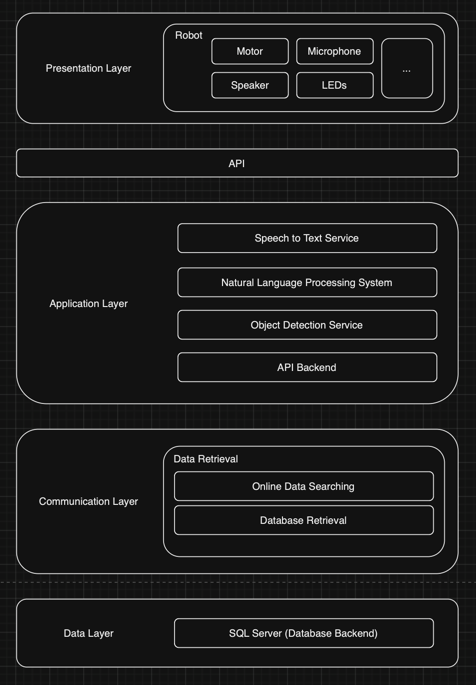 Robot
Motor
Microphone
Presentation Layer
...
Speaker
LEDs
API
Speech to Text Service
Natural Language Processing System
Application Layer
Object Detection Service
API Backend
Data Retrieval
Online Data Searching
Communication Layer
Database Retrieval
Data Layer
SQL Server (Database Backend)